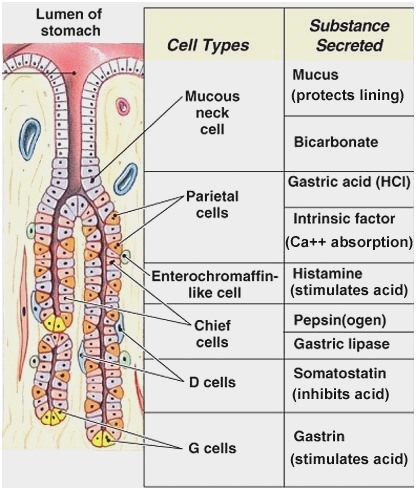 Lumen of
stomach
Cell Types
Substance
Secreted
Mucous
neck
cell
Mucus
(protects lining)
Bicarbonate
Parietal
cells
Gastric acid (HCl)
Intrinsic factor
(Ca++ absorption)
Enterochromaffin-
like cell
Histamine
(stimulates acid)
Chief
cells
Pepsin(ogen)
Gastric lipase
D cells
Somatostatin
(inhibits acid)
G cells
Gastrin
(stimulates acid)